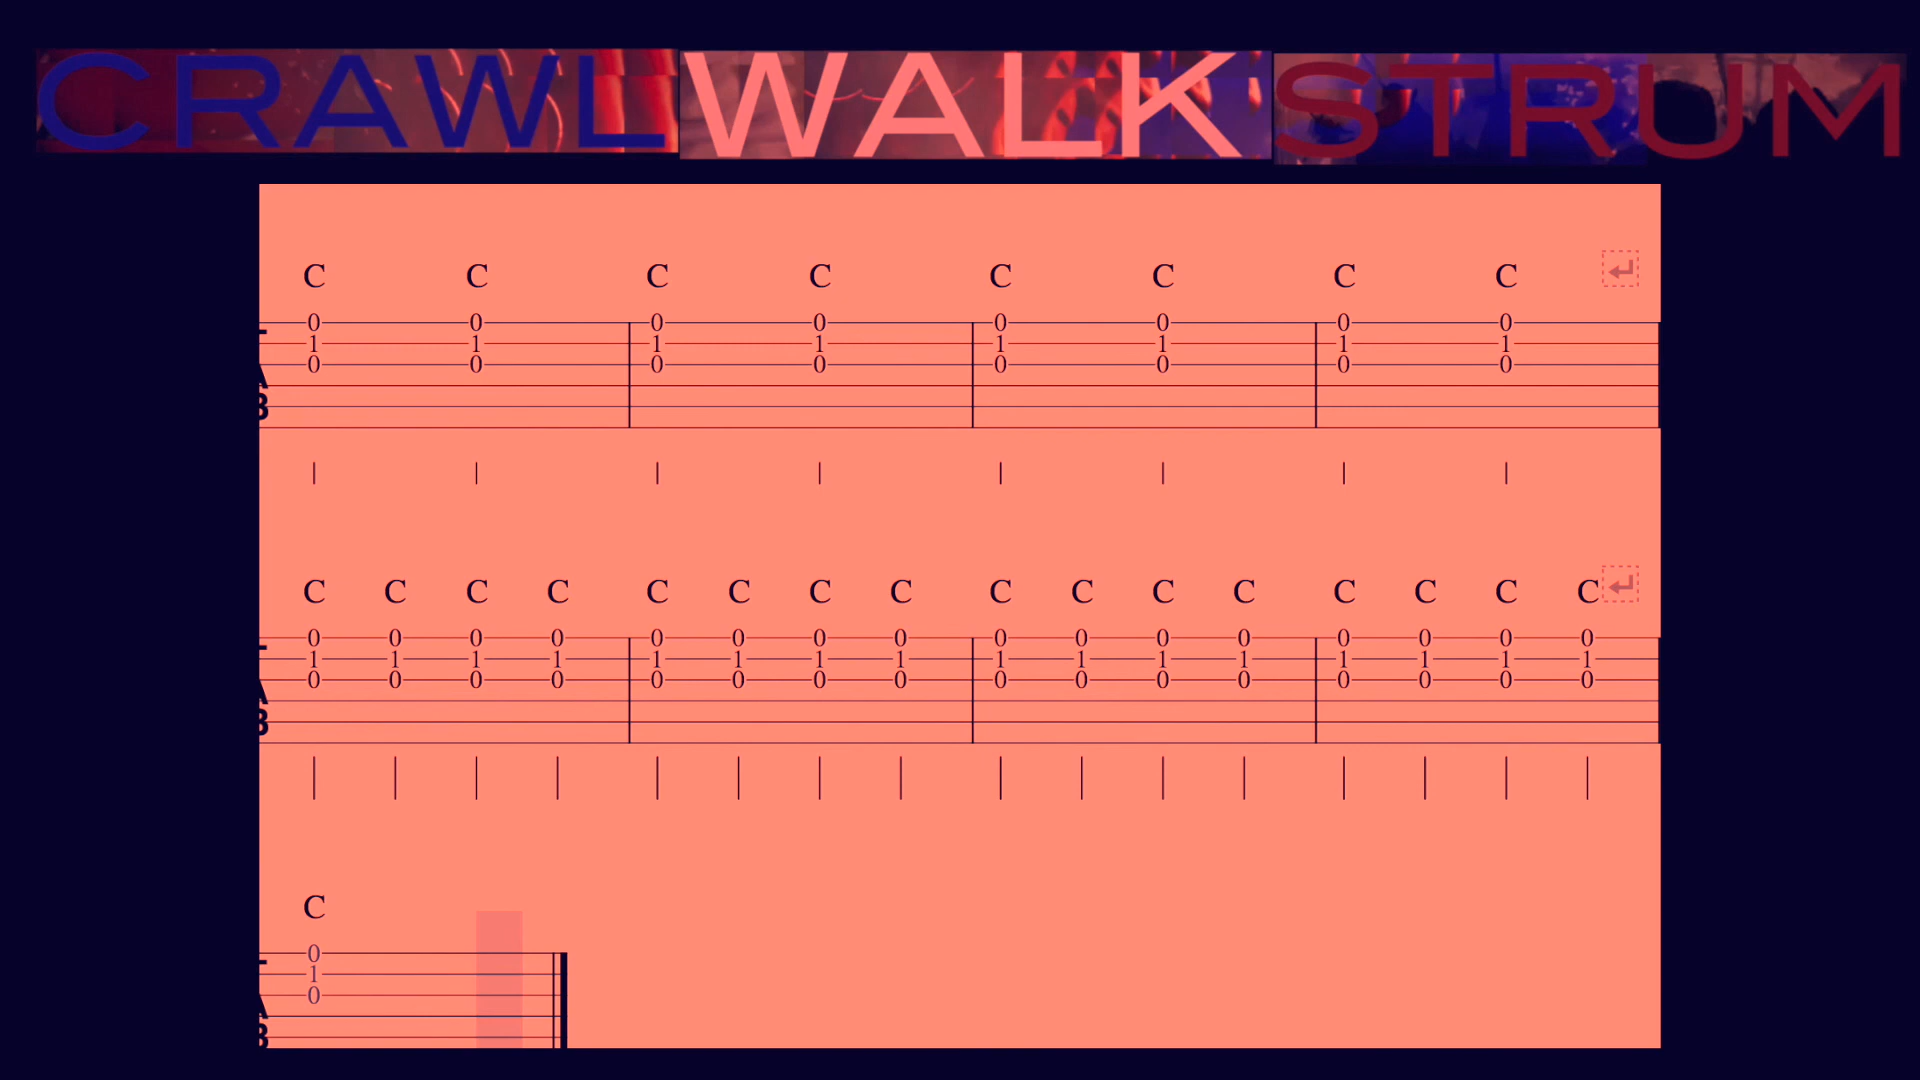 CRAWL WALK STRUM
C C C C C C C C
0 0 0 0 0 0 0 0
1 1 1 1 1 1 1 1
0 0 0 0 0 0 0 0
C C C C C C C C C C C C C C C C
0 0 0 0 0 0 0 0 0 0 0 0 0 0 0 0
1 1 1 1 1 1 1 1 1 1 1 1 1 1 1 1
0 0 0 0 0 0 0 0 0 0 0 0 0 0 0 0
C
0
1
0